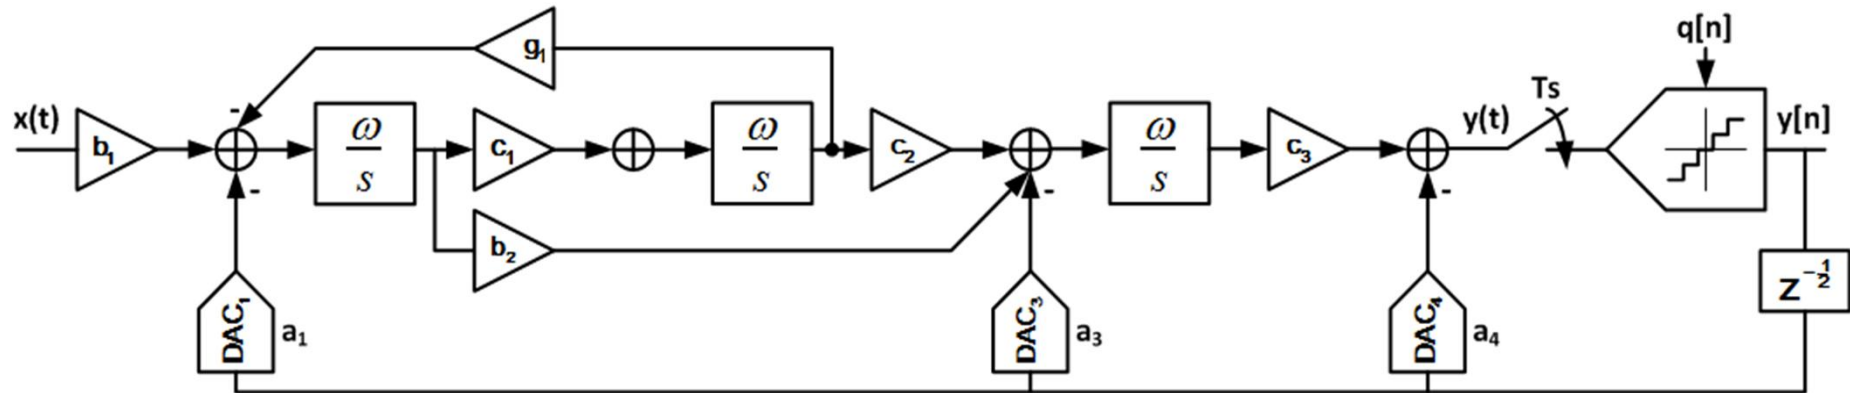 g₁
q[n]
x(t)
b₁
-
ω
s
c₁
ω
s
c₂
ω
s
c₃
y(t)
Ts
y[n]
-
-
-
b₂
DAC₁
a₁
DAC₃
a₃
DAC₄
a₄
Z^-1/2